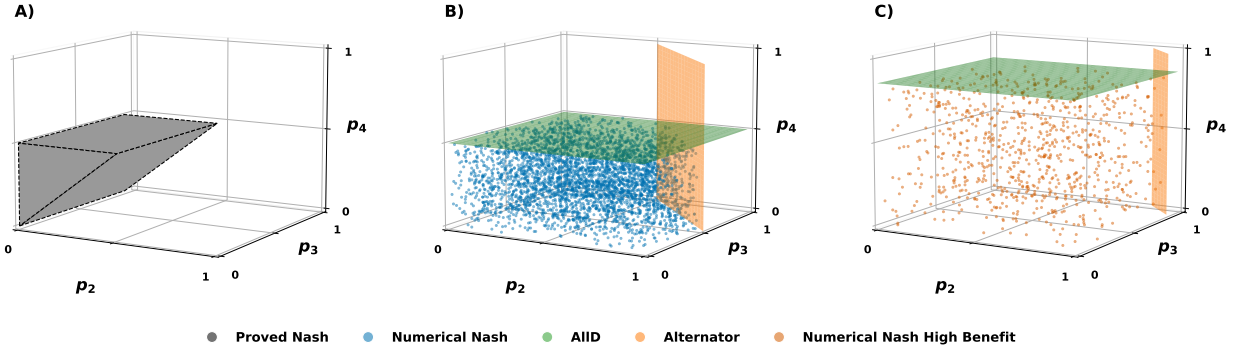 A)
B)
C)
1
p4
0
1
p3
0
1
0
p2
1
p4
0
1
p3
0
1
0
p2
1
p4
0
1
p3
0
1
0
p2
Proved Nash
Numerical Nash
AllD
Alternator
Numerical Nash High Benefit